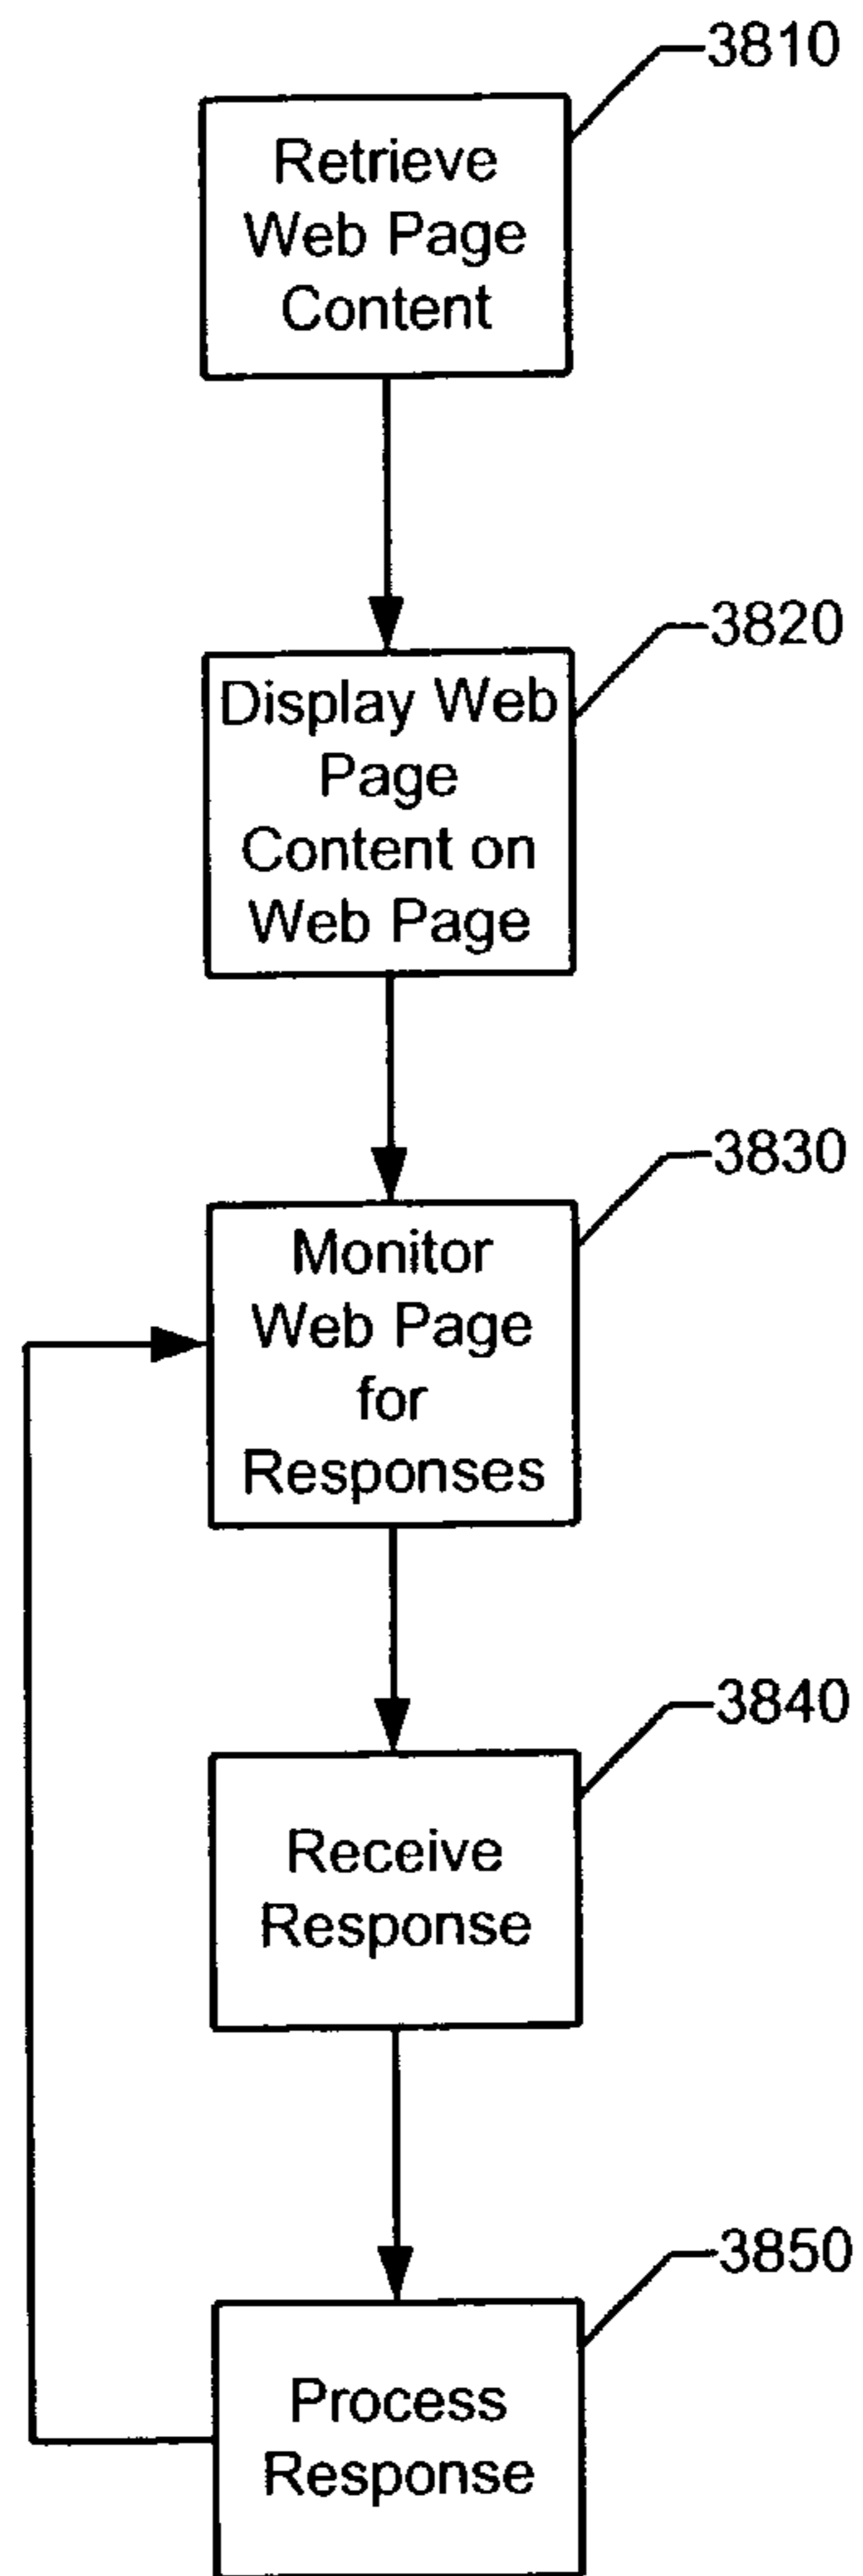 3810
Retrieve
Web Page
Content
3820
Display Web
Page
Content on
Web Page
3830
Monitor
Web Page
for
Responses
3840
Receive
Response
3850
Process
Response